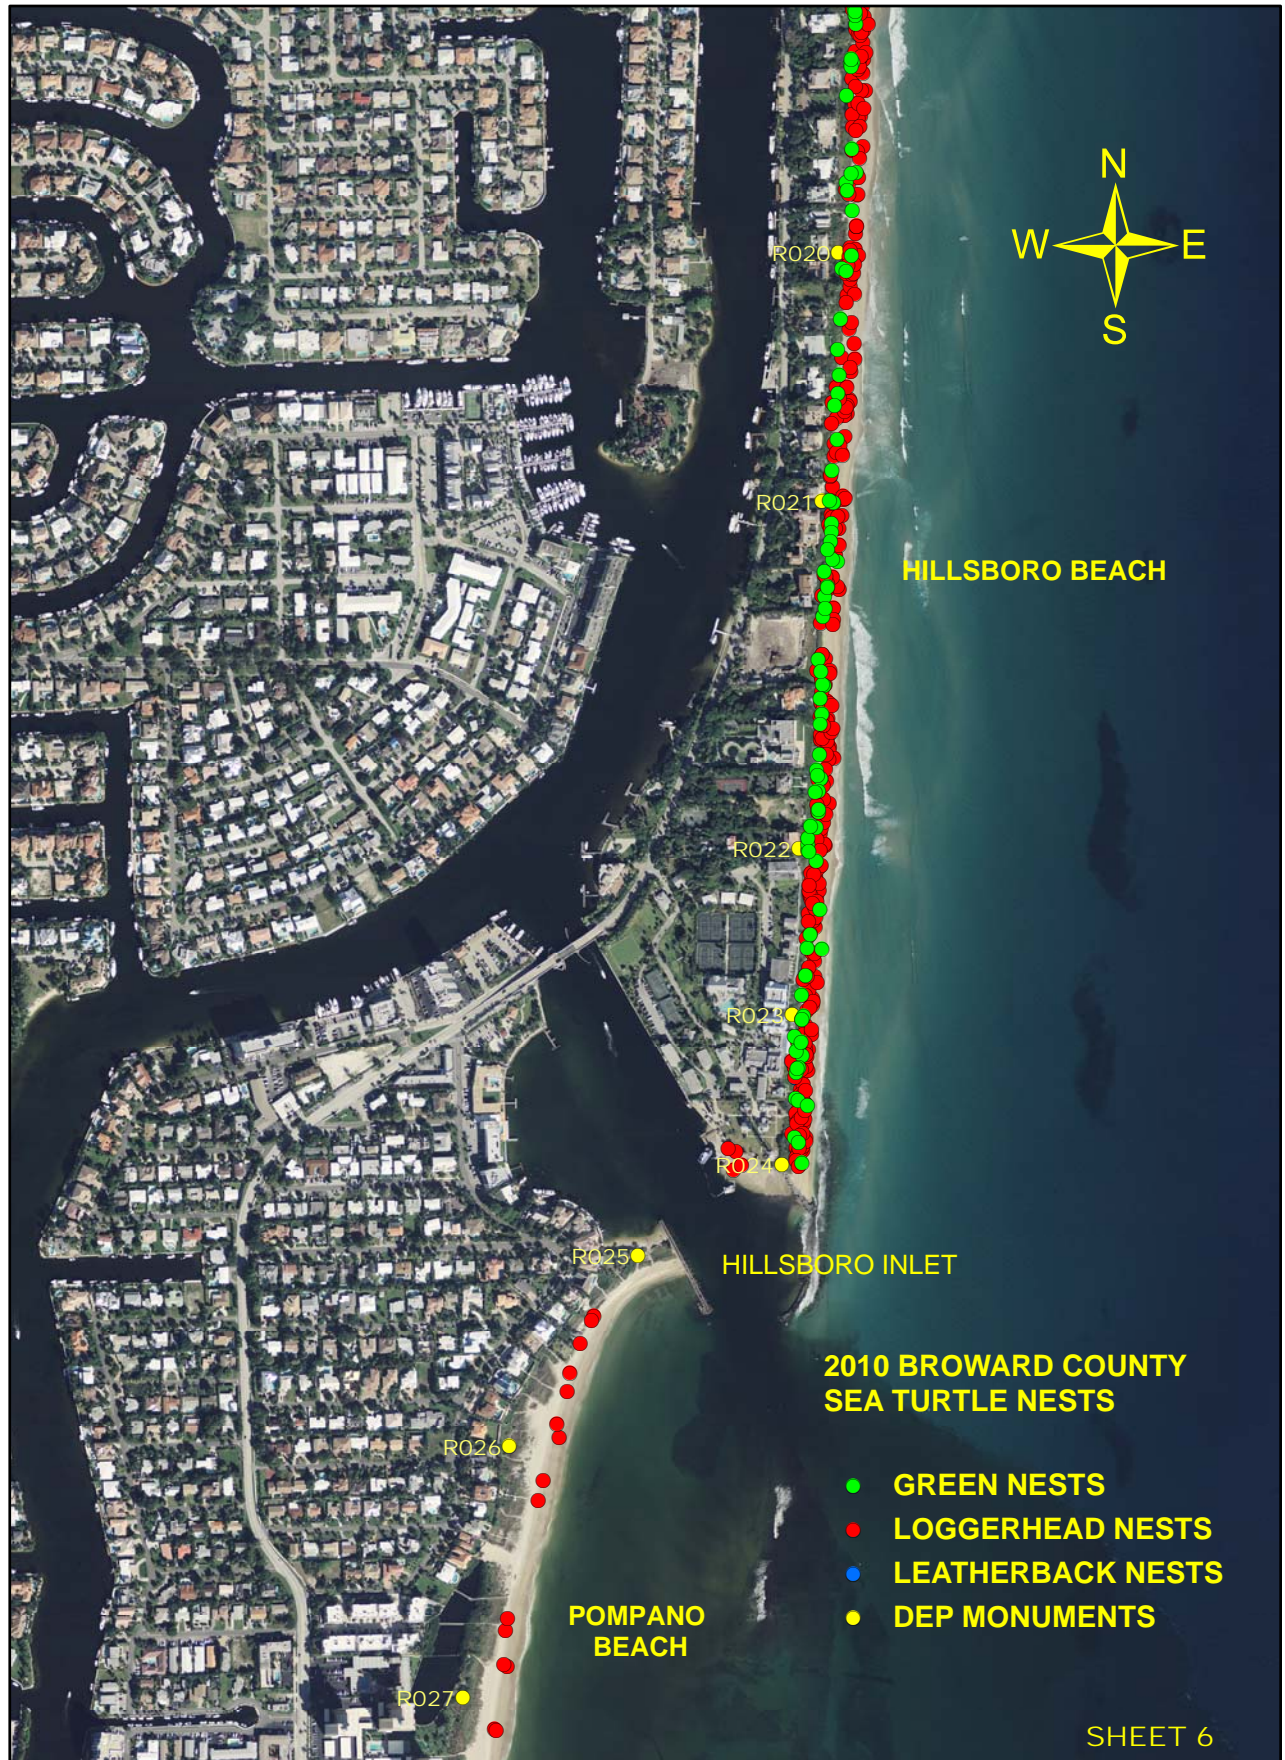 N
W E
S
R020
R021
HILLSBORO BEACH
R022
R023
R024
R025
HILLSBORO INLET
2010 BROWARD COUNTY
SEA TURTLE NESTS
R026
GREEN NESTS
LOGGERHEAD NESTS
LEATHERBACK NESTS
DEP MONUMENTS
POMPANO
BEACH
R027
SHEET 6